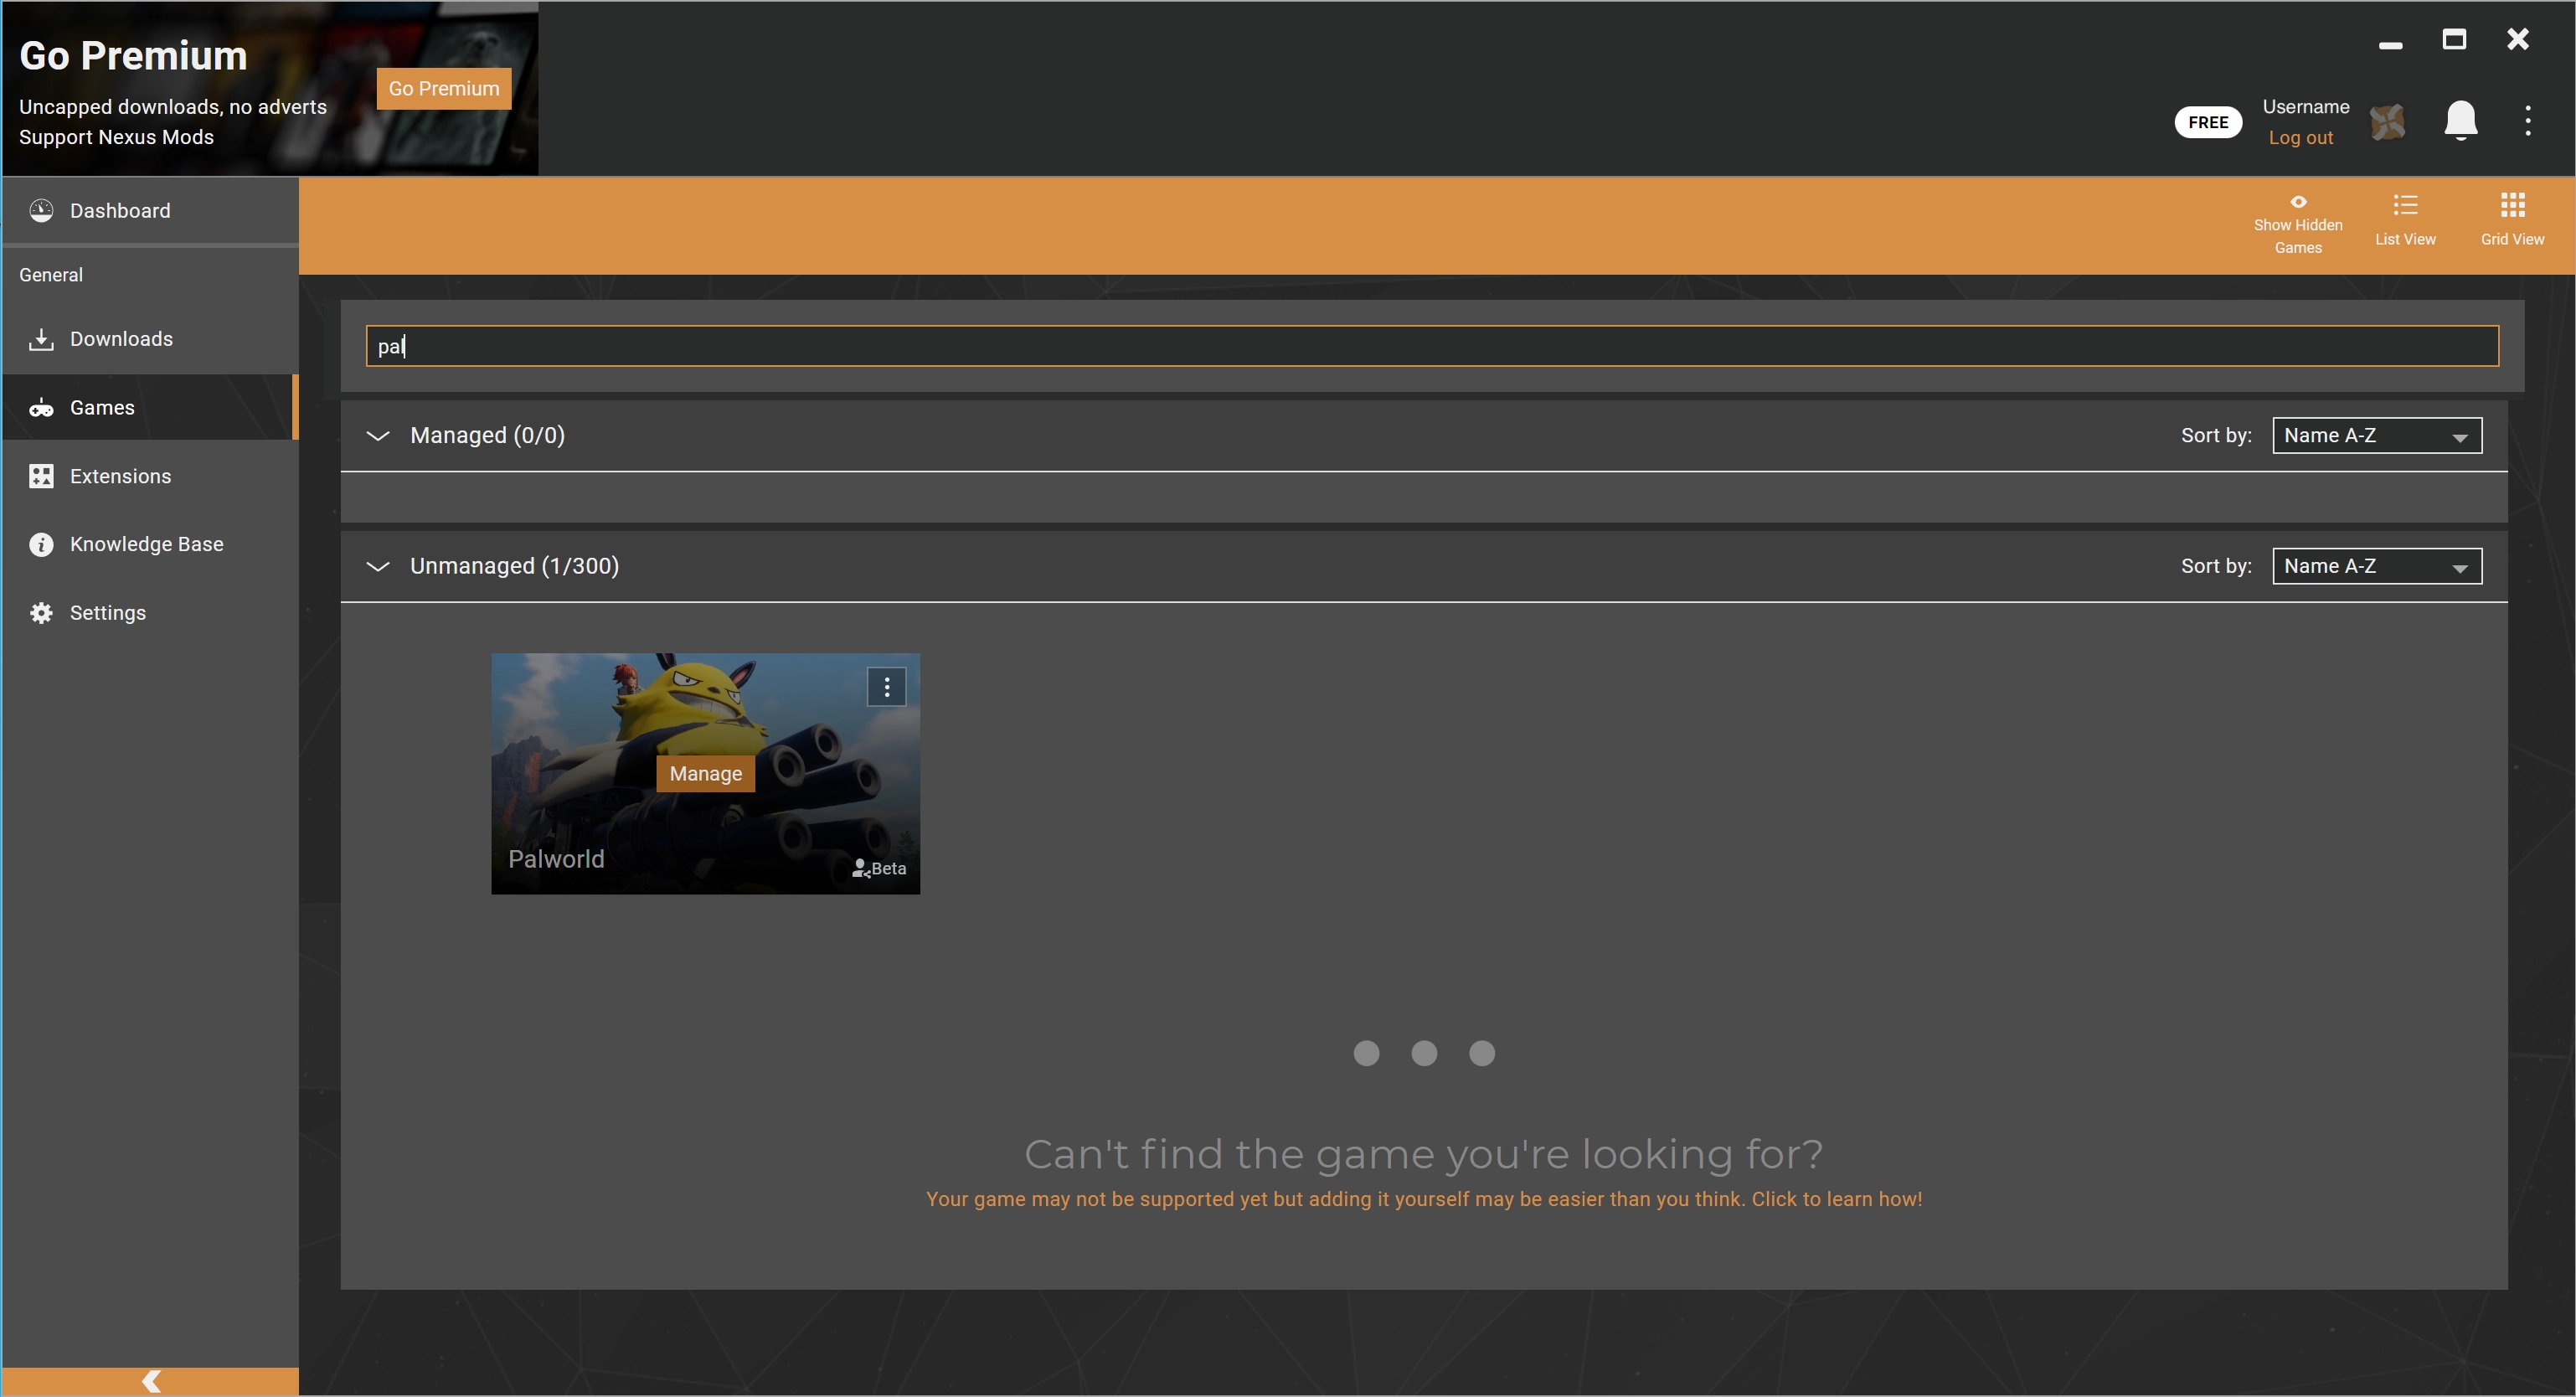 Go Premium
Uncapped downloads, no adverts
Support Nexus Mods
Go Premium
FREE
Username
Log out
Dashboard
General
Downloads
Games
Extensions
Knowledge Base
Settings
Show Hidden
Games
List View
Grid View
pal
Managed (0/0)
Sort by:
Name A-Z
Unmanaged (1/300)
Sort by:
Name A-Z
Manage
Palworld
Beta
Can't find the game you're looking for?
Your game may not be supported yet but adding it yourself may be easier than you think. Click to learn how!